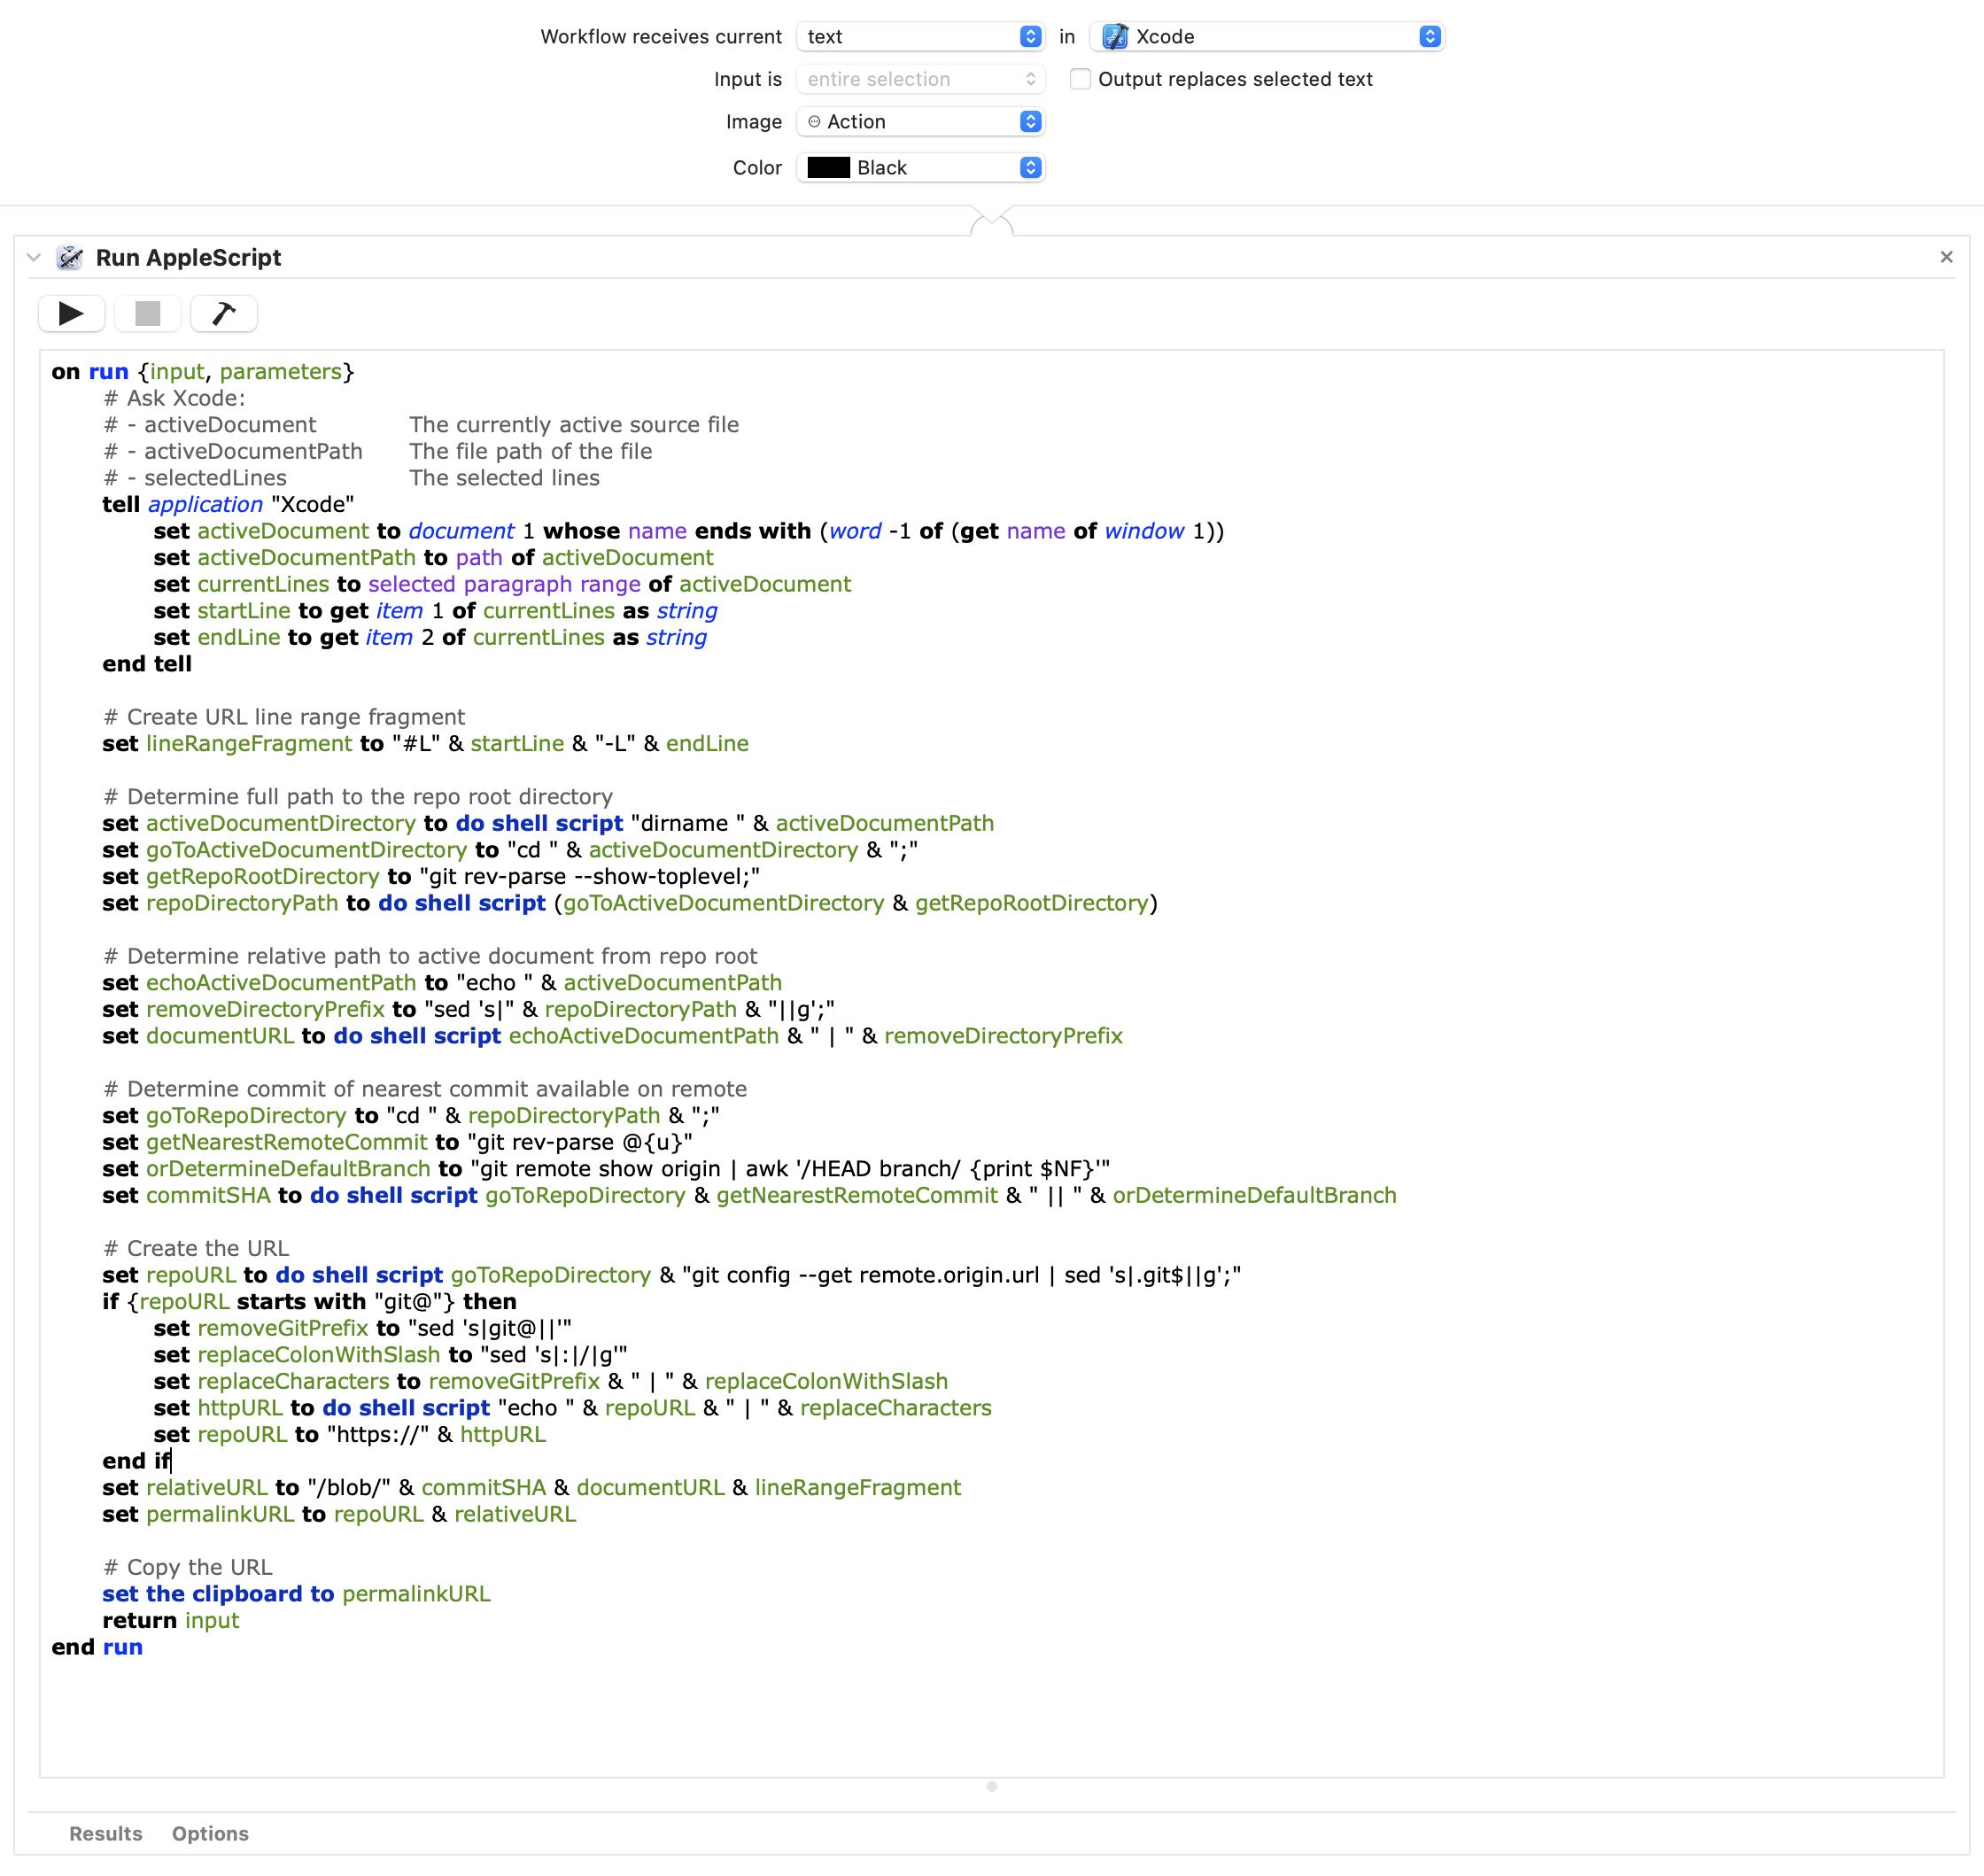 Workflow receives current text in Xcode
Input is entire selection Output replaces selected text
Image Action
Color Black
Run AppleScript
on run {input, parameters}
# Ask Xcode:
# - activeDocument The currently active source file
# - activeDocumentPath The file path of the file
# - selectedLines The selected lines
tell application "Xcode"
set activeDocument to document 1 whose name ends with (word -1 of (get name of window 1))
set activeDocumentPath to path of activeDocument
set currentLines to selected paragraph range of activeDocument
set startLine to get item 1 of currentLines as string
set endLine to get item 2 of currentLines as string
end tell
# Create URL line range fragment
set lineRangeFragment to "#L" & startLine & "-L" & endLine
# Determine full path to the repo root directory
set activeDocumentDirectory to do shell script "dirname " & activeDocumentPath
set goToActiveDocumentDirectory to "cd " & activeDocumentDirectory & ";"
set getRepoRootDirectory to "git rev-parse --show-toplevel;"
set repoDirectoryPath to do shell script (goToActiveDocumentDirectory & getRepoRootDirectory)
# Determine relative path to active document from repo root
set echoActiveDocumentPath to "echo " & activeDocumentPath
set removeDirectoryPrefix to "sed 's|" & repoDirectoryPath & "||g';"
set documentURL to do shell script echoActiveDocumentPath & " | " & removeDirectoryPrefix
# Determine commit of nearest commit available on remote
set goToRepoDirectory to "cd " & repoDirectoryPath & ";"
set getNearestRemoteCommit to "git rev-parse @{u}"
set orDetermineDefaultBranch to "git remote show origin | awk '/HEAD branch/ {print $NF}'"
set commitSHA to do shell script goToRepoDirectory & getNearestRemoteCommit & " || " & orDetermineDefaultBranch
# Create the URL
set repoURL to do shell script goToRepoDirectory & "git config --get remote.origin.url | sed 's|.git$||g';"
if {repoURL starts with "git@"} then
set removeGitPrefix to "sed 's|git@||'"
set replaceColonWithSlash to "sed 's|:|/|g'"
set replaceCharacters to removeGitPrefix & " | " & replaceColonWithSlash
set httpURL to do shell script "echo " & repoURL & " | " & replaceCharacters
set repoURL to "https://" & httpURL
end if
set relativeURL to "/blob/" & commitSHA & documentURL & lineRangeFragment
set permalinkURL to repoURL & relativeURL
# Copy the URL
set the clipboard to permalinkURL
return input
end run
Results Options